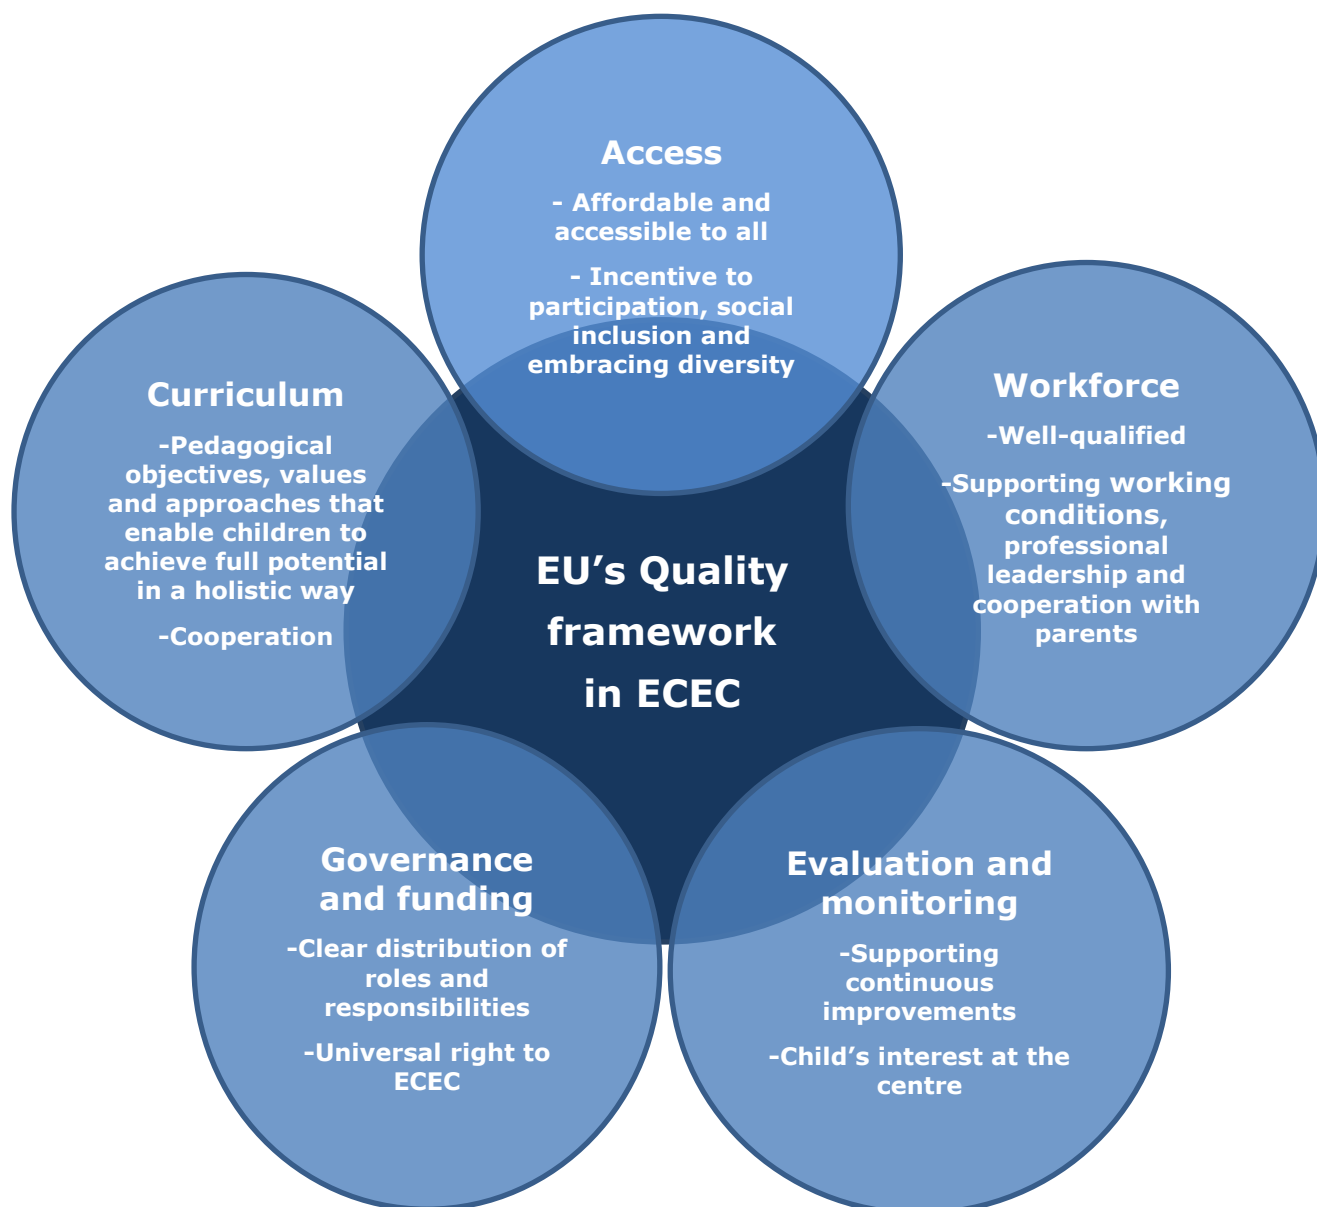 Access
- Affordable and
accessible to all
- Incentive to
participation, social
inclusion and
embracing diversity
Curriculum
-Pedagogical
objectives, values
and approaches that
enable children to
achieve full potential
in a holistic way
-Cooperation
Workforce
-Well-qualified
-Supporting working
conditions,
professional
leadership and
cooperation with
parents
EU’s Quality
framework
in ECEC
Governance
and funding
-Clear distribution of
roles and
responsibilities
-Universal right to
ECEC
Evaluation and
monitoring
-Supporting
continuous
improvements
-Child’s interest at the
centre